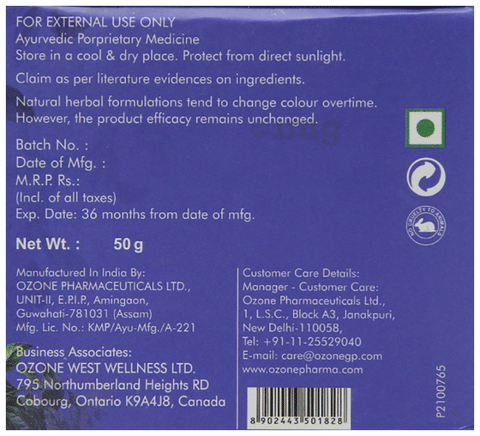 FOR EXTERNAL USE ONLY
Ayurvedic Porprietary Medicine
Store in a cool & dry place. Protect from direct sunlight.
Claim as per literature evidences on ingredients.
Natural herbal formulations tend to change colour overtime.
However, the product efficacy remains unchanged.
Batch No. :
Date of Mfg. :
M.R.P. Rs.:
(Incl. of all taxes)
Exp. Date: 36 months from date of mfg.
Net Wt. : 50 g
Manufactured In India By:
OZONE PHARMACEUTICALS LTD.,
UNIT-II, E.P.I.P., Amingaon,
Guwahati-781031 (Assam)
Mfg. Lic. No.: KMP/Ayu-Mfg./A-221
Business Associates:
OZONE WEST WELLNESS LTD.
795 Northumberland Heights RD
Cobourg, Ontario K9A4J8, Canada
Customer Care Details:
Manager - Customer Care:
Ozone Pharmaceuticals Ltd.,
1, L.S.C., Block A3, Janakpuri,
New Delhi-110058,
Tel: +91-11-25529040
E-mail: care@ozonegp.com
www.ozonepharma.com
8 902443 501828
P2100765
NO CRUELTY TO ANIMALS